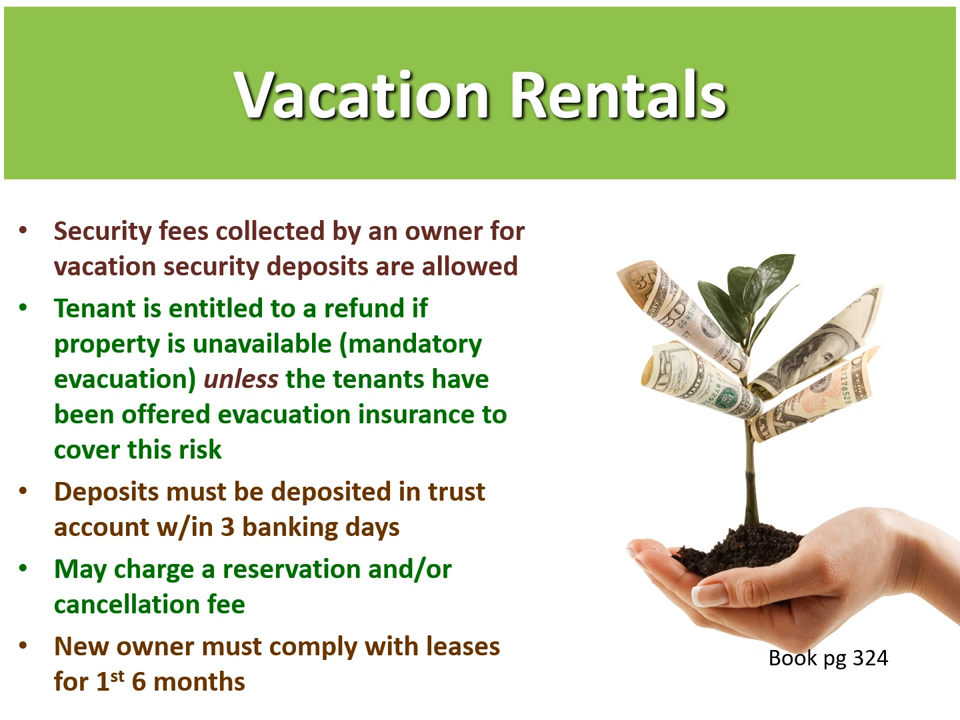 Vacation Rentals
• Security fees collected by an owner for
vacation security deposits are allowed
• Tenant is entitled to a refund if
property is unavailable (mandatory
evacuation) unless the tenants have
been offered evacuation insurance to
cover this risk
• Deposits must be deposited in trust
account w/in 3 banking days
• May charge a reservation and/or
cancellation fee
• New owner must comply with leases
for 1st 6 months
Book pg 324